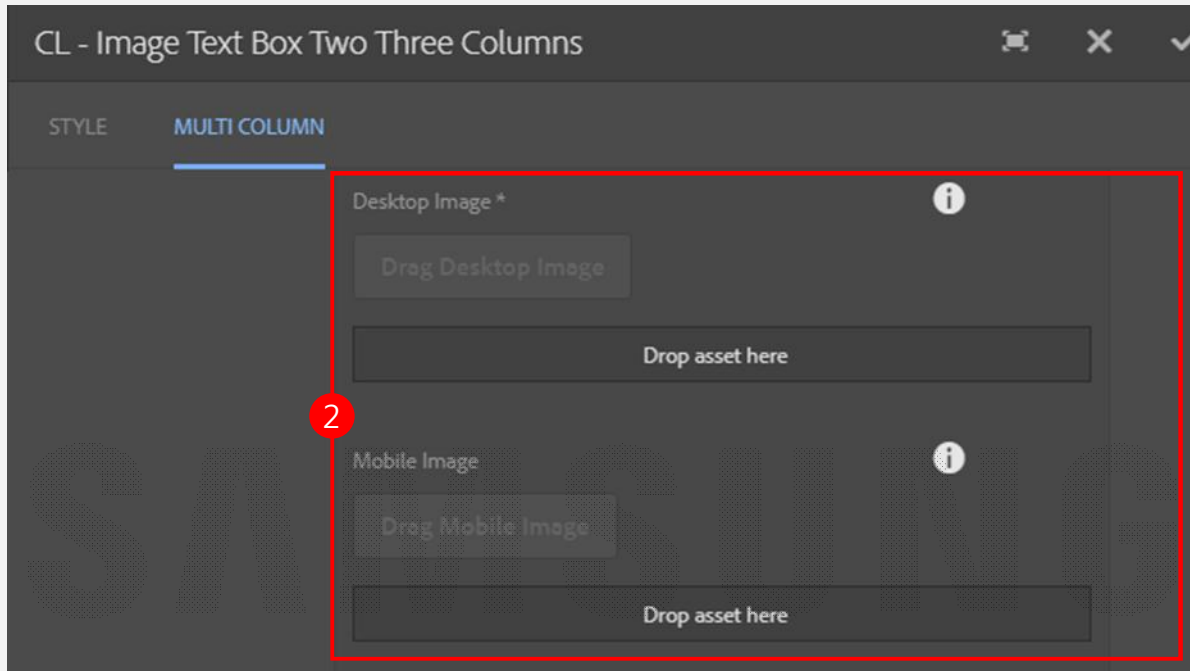 CL - Image Text Box Two Three Columns
STYLE MULTI COLUMN
Desktop Image *
Drag Desktop Image
Drop asset here
2
Mobile Image
Drag Mobile Image
Drop asset here
SAMSUNG